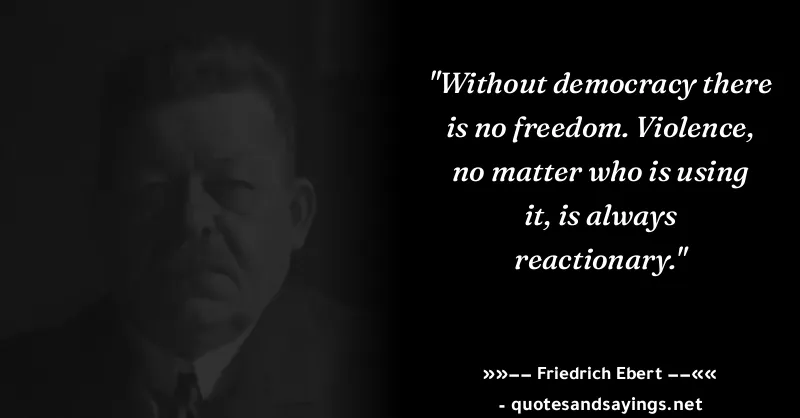 "Without democracy there
is no freedom. Violence,
no matter who is using
it, is always
reactionary."
»»−− Friedrich Ebert −−««
- quotesandsayings.net